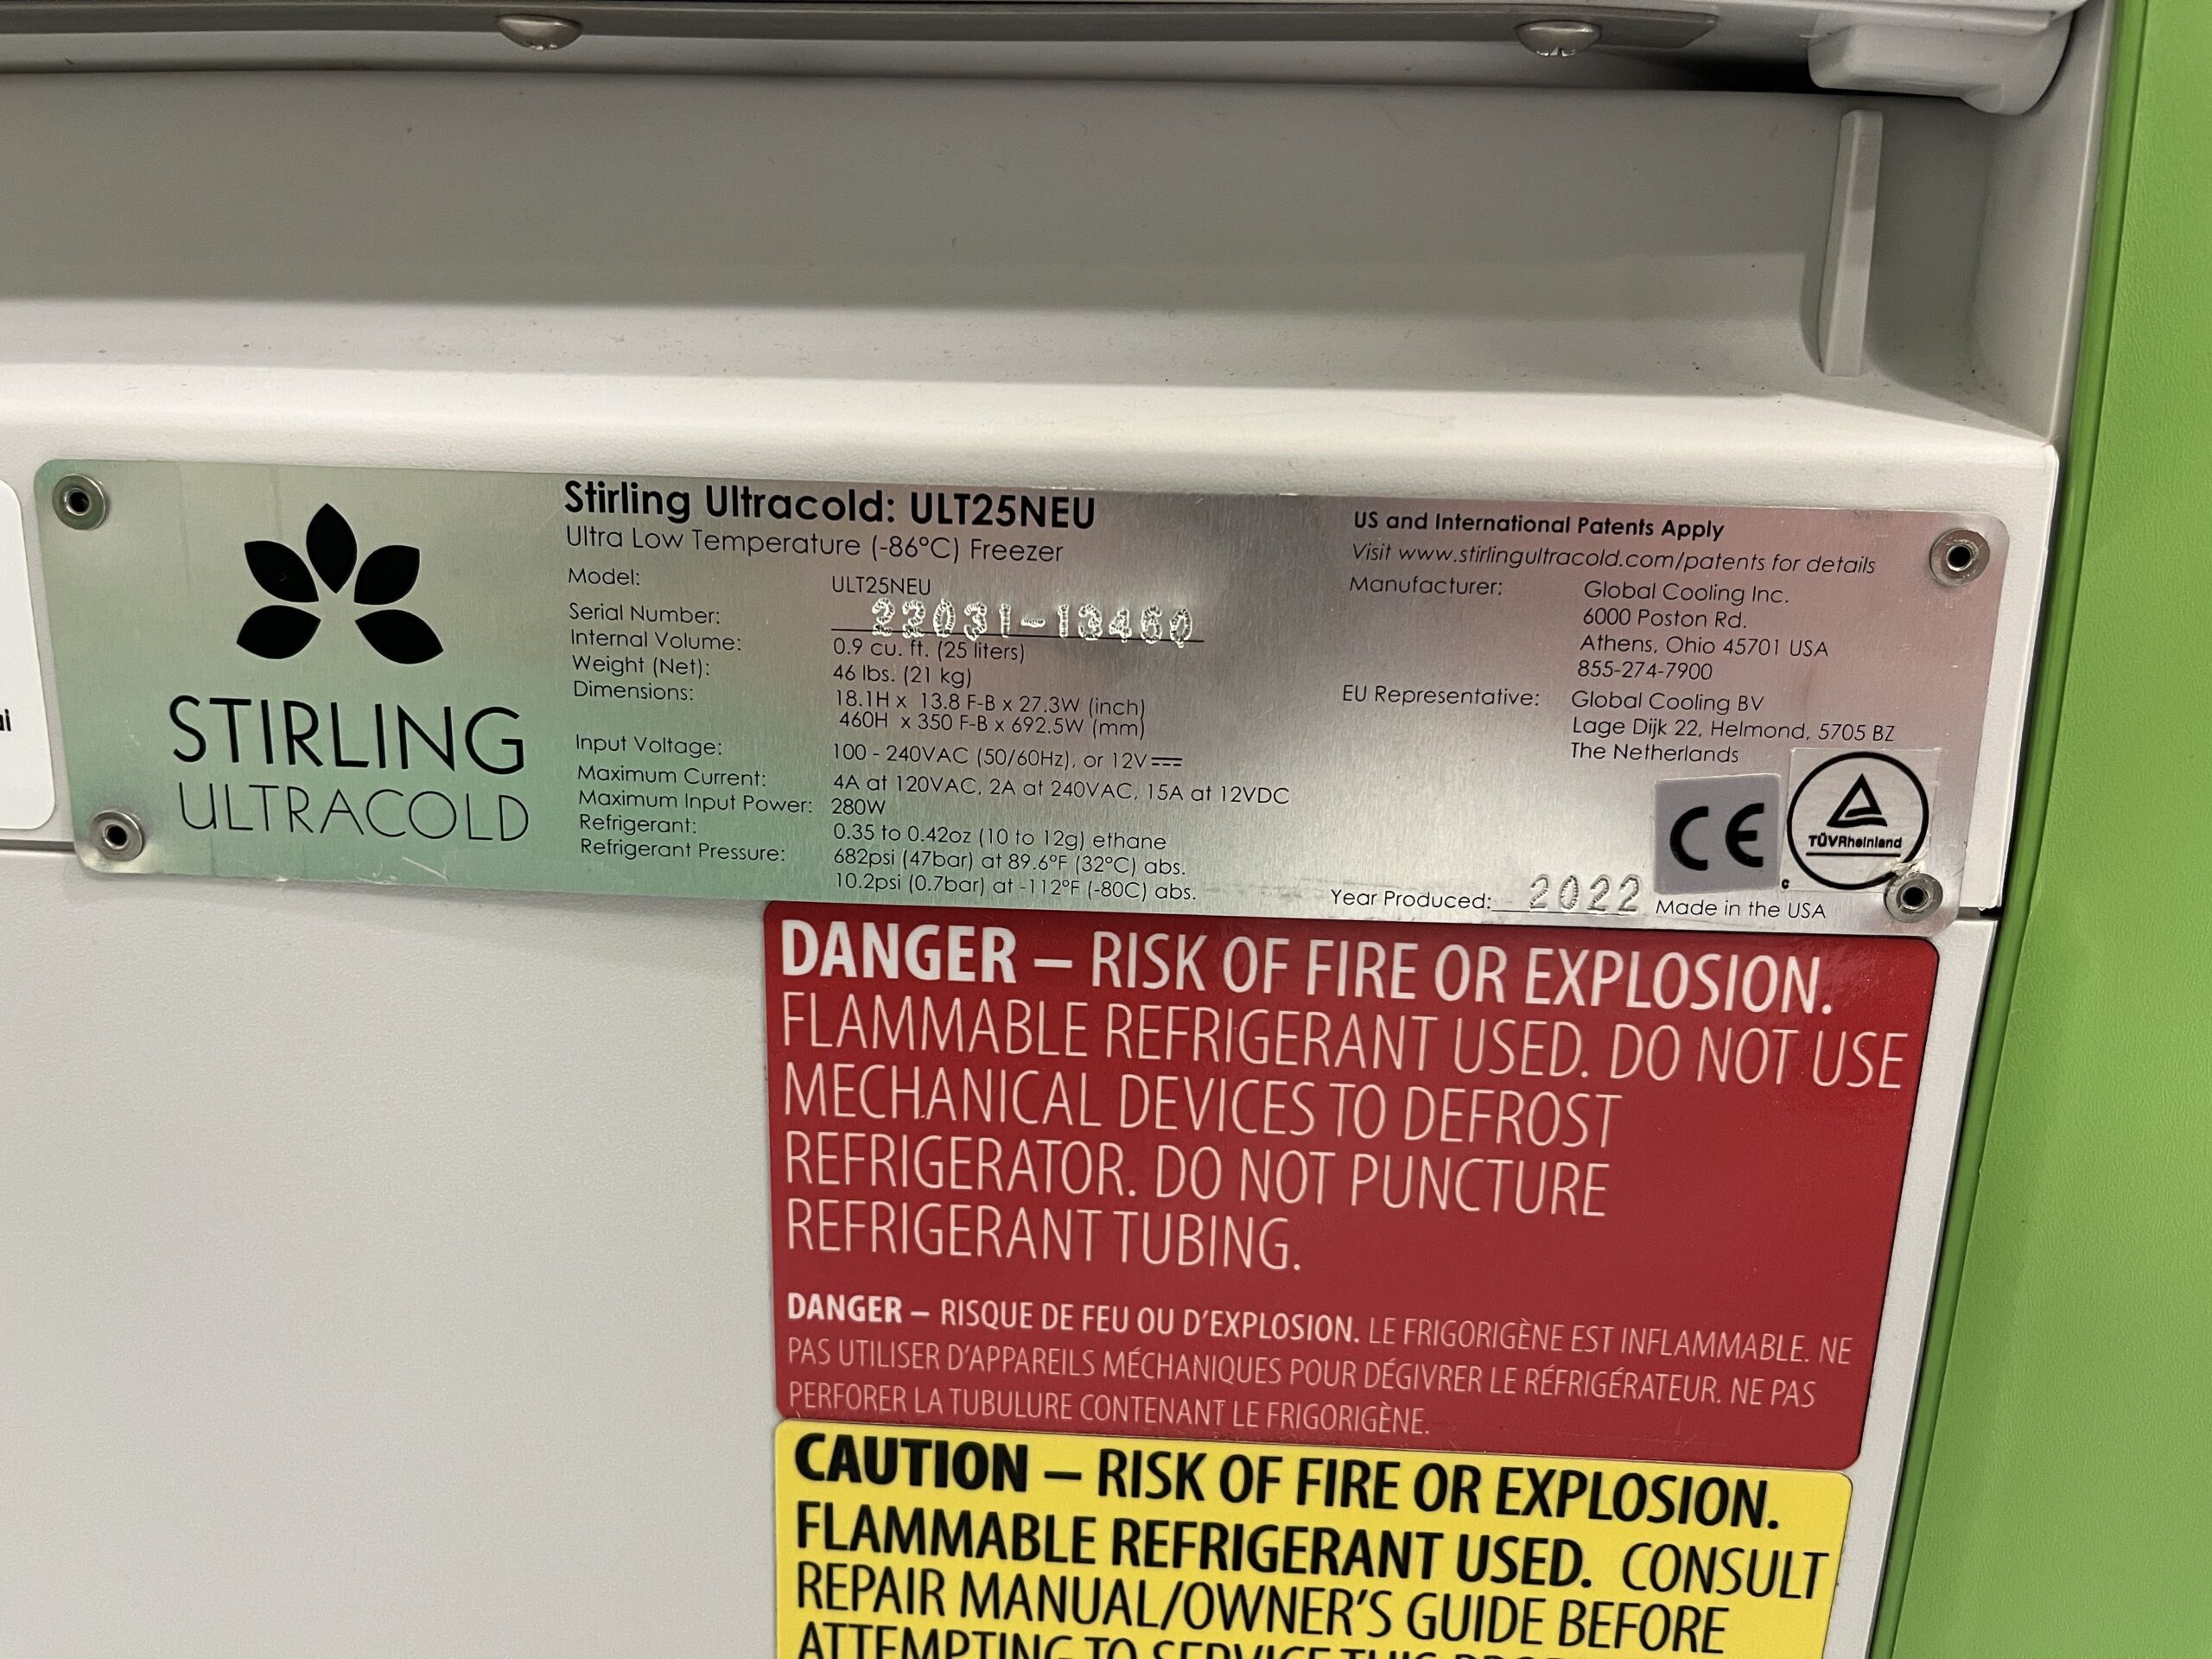 STIRLING
ULTRACOLD
Stirling Ultracold: ULT25NEU
Ultra Low Temperature (-86°C) Freezer
Model: ULT25NEU
Serial Number: 22031-13460
Internal Volume: 0.9 cu. ft. (25 liters)
Weight (Net): 46 lbs. (21 kg)
Dimensions: 18.1H x 13.8 F-B x 27.3W (inch)
460H x 350 F-B x 692.5W (mm)
Input Voltage: 100 - 240VAC (50/60Hz), or 12V⎓
Maximum Current: 4A at 120VAC, 2A at 240VAC, 15A at 12VDC
Maximum Input Power: 280W
Refrigerant: 0.35 to 0.42oz (10 to 12g) ethane
Refrigerant Pressure: 682psi (47bar) at 89.6°F (32°C) abs.
10.2psi (0.7bar) at -112°F (-80C) abs.
US and International Patents Apply
Visit www.stirlingultracold.com/patents for details
Manufacturer: Global Cooling Inc.
6000 Poston Rd.
Athens, Ohio 45701 USA
855-274-7900
EU Representative: Global Cooling BV
Lage Dijk 22, Helmond, 5705 BZ
The Netherlands
CE
TÜVRheinland
c
Year Produced: 2022 Made in the USA
DANGER – RISK OF FIRE OR EXPLOSION.
FLAMMABLE REFRIGERANT USED. DO NOT USE
MECHANICAL DEVICES TO DEFROST
REFRIGERATOR. DO NOT PUNCTURE
REFRIGERANT TUBING.
DANGER – RISQUE DE FEU OU D'EXPLOSION. LE FRIGORIGÈNE EST INFLAMMABLE. NE
PAS UTILISER D'APPAREILS MÉCHANIQUES POUR DÉGIVRER LE RÉFRIGÉRATEUR. NE PAS
PERFORER LA TUBULURE CONTENANT LE FRIGORIGÈNE.
CAUTION – RISK OF FIRE OR EXPLOSION.
FLAMMABLE REFRIGERANT USED. CONSULT
REPAIR MANUAL/OWNER'S GUIDE BEFORE
ATTEMPTING TO SERVICE THIS